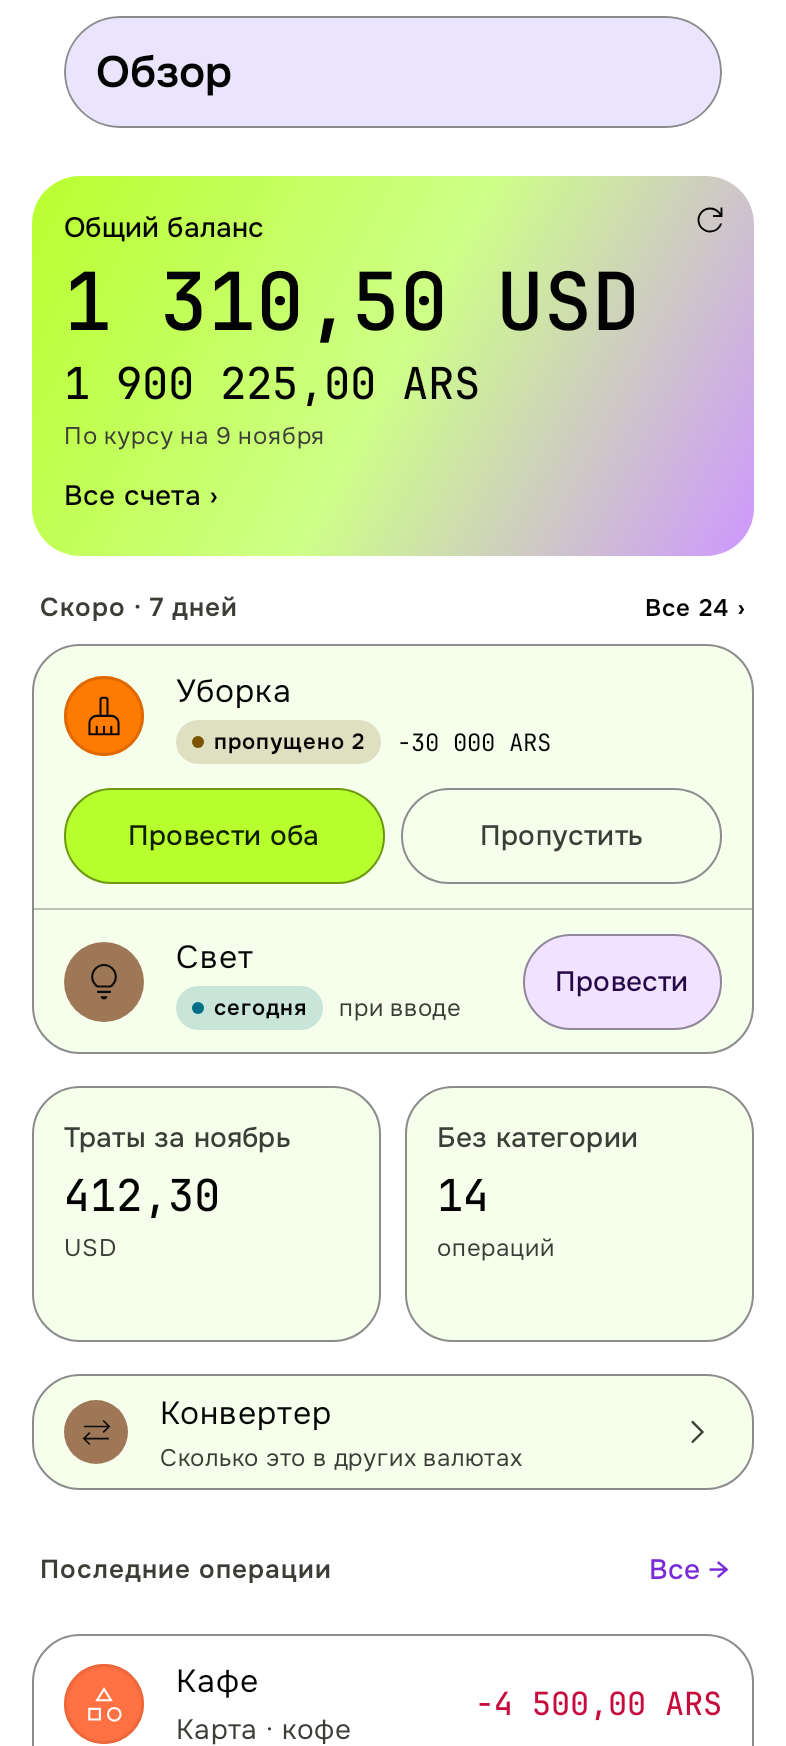 Обзор
Общий баланс
1 310,50 USD
1 900 225,00 ARS
По курсу на 9 ноября
Все счета ›
Скоро · 7 дней
Все 24 ›
Уборка
пропущено 2 -30 000 ARS
Провести оба
Пропустить
Свет
сегодня при вводе
Провести
Траты за ноябрь
412,30
USD
Без категории
14
операций
Конвертер
Сколько это в других валютах
Последние операции
Все →
Кафе
-4 500,00 ARS
Карта · кофе